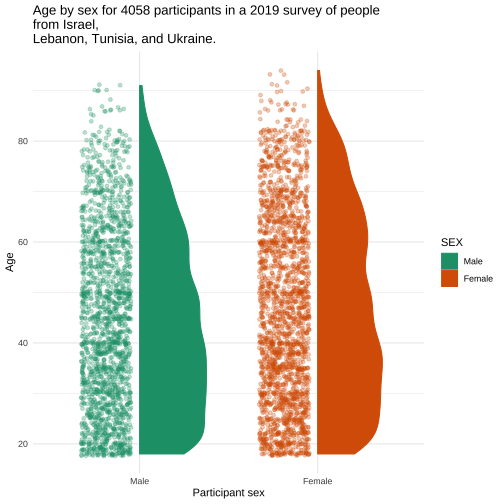 Age by sex for 4058 participants in a 2019 survey of people
from Israel,
Lebanon, Tunisia, and Ukraine.
80
60
40
20
Age
Male
Female
Participant sex
SEX
Male
Female